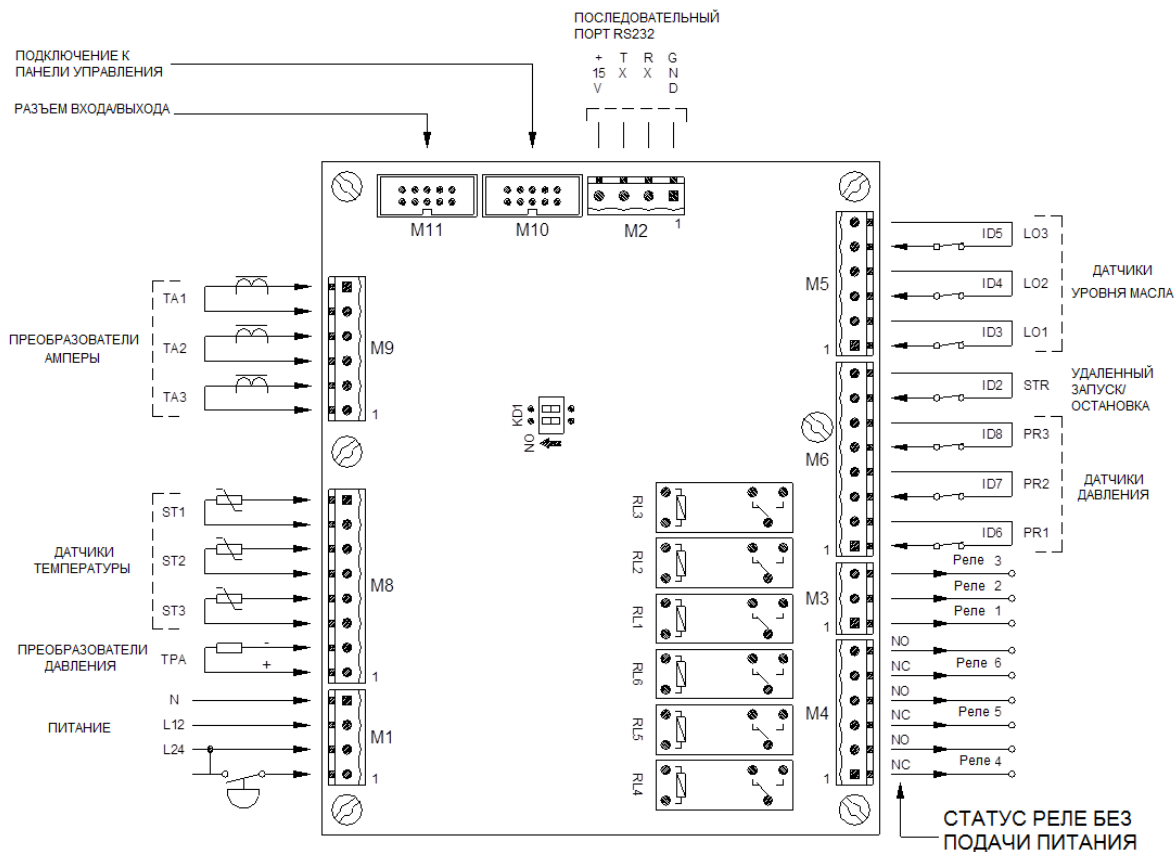 ПОСЛЕДОВАТЕЛЬНЫЙ
ПОРТ RS232
+
15
V
T
X
R
X
G
N
D
ПОДКЛЮЧЕНИЕ К
ПАНЕЛИ УПРАВЛЕНИЯ
РАЗЪЕМ ВХОДА/ВЫХОДА
M11
M10
M2
1
ПРЕОБРАЗОВАТЕЛИ
АМПЕРЫ
TA1
TA2
TA3
M9
1
ДАТЧИКИ
ТЕМПЕРАТУРЫ
ST1
ST2
ST3
ПРЕОБРАЗОВАТЕЛИ
ДАВЛЕНИЯ
TPA
-
+
M8
1
ПИТАНИЕ
N
L12
L24
M1
1
KD1
NO
RL3
RL2
RL1
RL6
RL5
RL4
M5
1
ID5 LO3
ID4 LO2
ID3 LO1
ДАТЧИКИ
УРОВНЯ МАСЛА
M6
1
ID2 STR
УДАЛЕННЫЙ
ЗАПУСК/
ОСТАНОВКА
ID8 PR3
ID7 PR2
ID6 PR1
ДАТЧИКИ
ДАВЛЕНИЯ
M3
1
Реле 3
Реле 2
Реле 1
M4
1
NO
NC Реле 6
NO
NC Реле 5
NO
NC Реле 4
СТАТУС РЕЛЕ БЕЗ
ПОДАЧИ ПИТАНИЯ